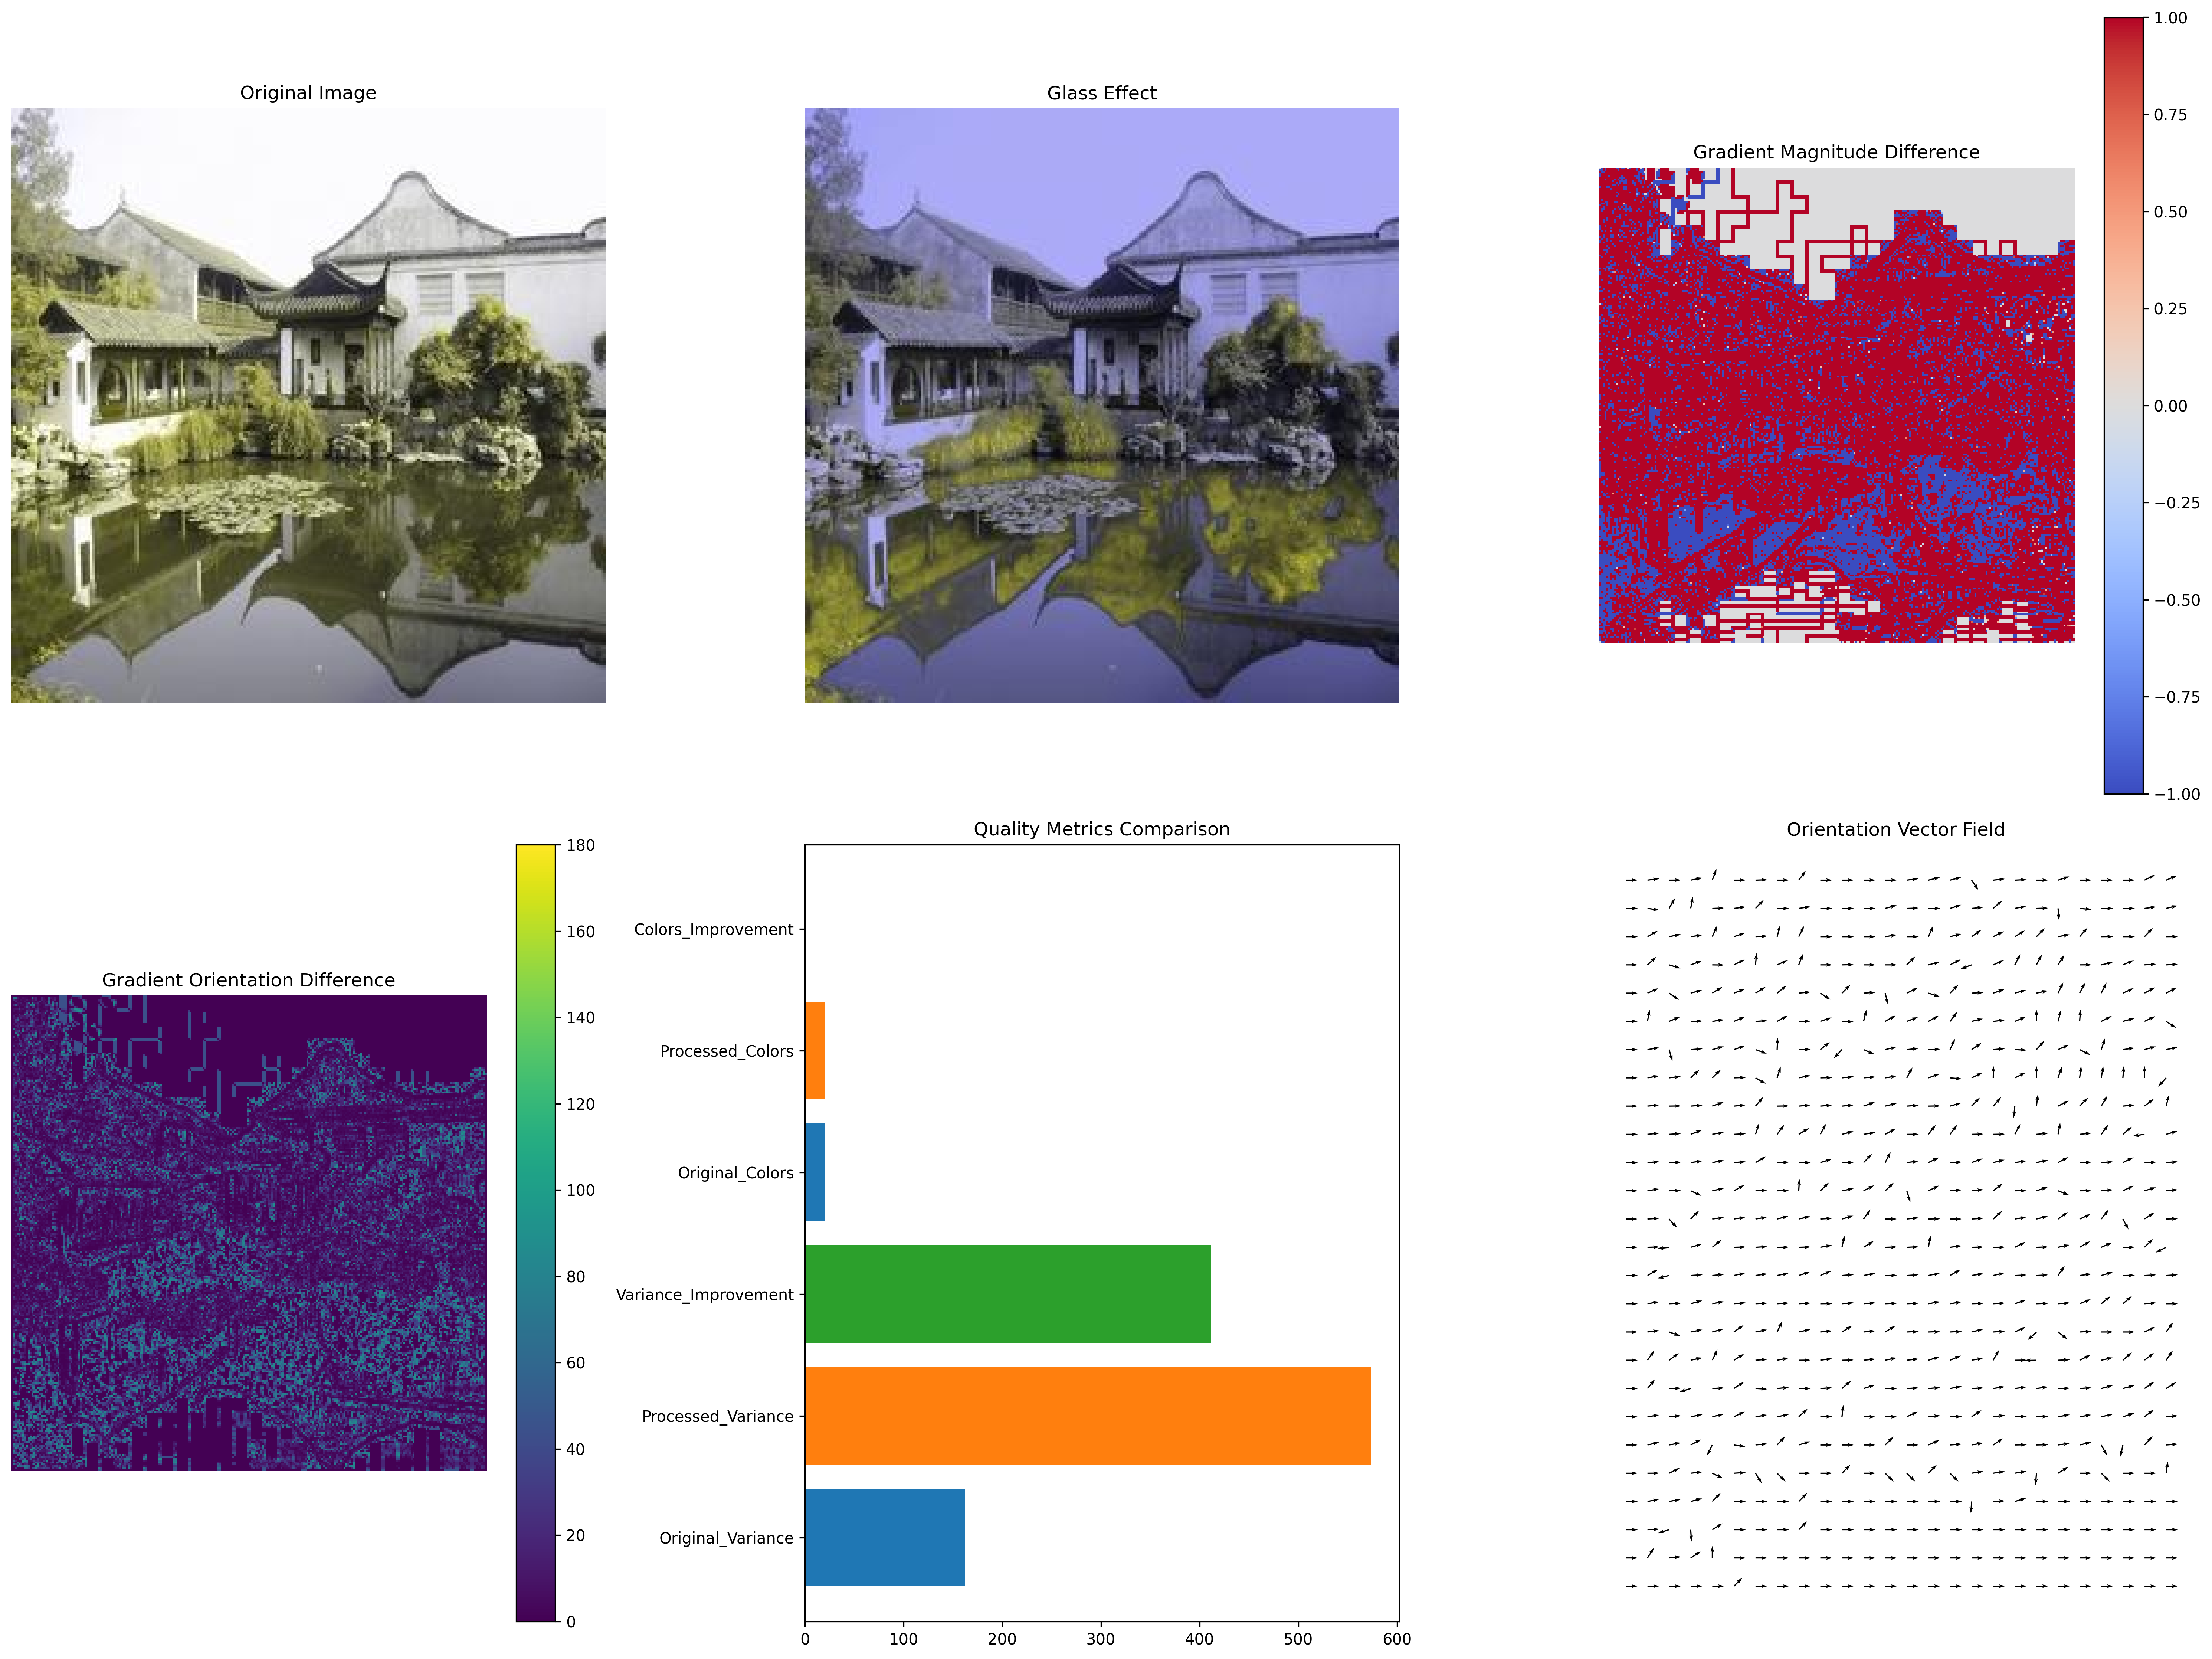 Original Image
Glass Effect
Gradient Magnitude Difference
1.00
0.75
0.50
0.25
0.00
−0.25
−0.50
−0.75
−1.00
Gradient Orientation Difference
180
160
140
120
100
80
60
40
20
0
Quality Metrics Comparison
Colors_Improvement
Processed_Colors
Original_Colors
Variance_Improvement
Processed_Variance
Original_Variance
0 100 200 300 400 500 600
Orientation Vector Field